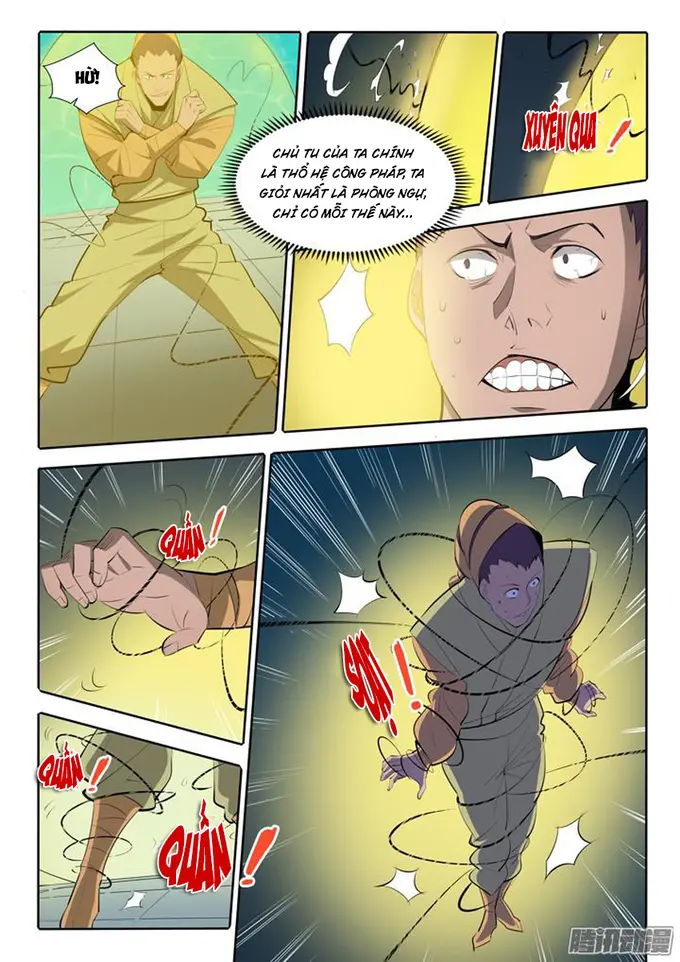 HỪ!
XUYÊN QUA !
CHỦ TU CỦA TA CHÍNH
LÀ THỔ HỆ CÔNG PHÁP, TA
GIỎI NHẤT LÀ PHÒNG NGỰ,
CHỈ CÓ MỖI THẾ NÀY...
QUẤN !
SOẠT !
QUẤN !
QUẤN !
腾讯动漫